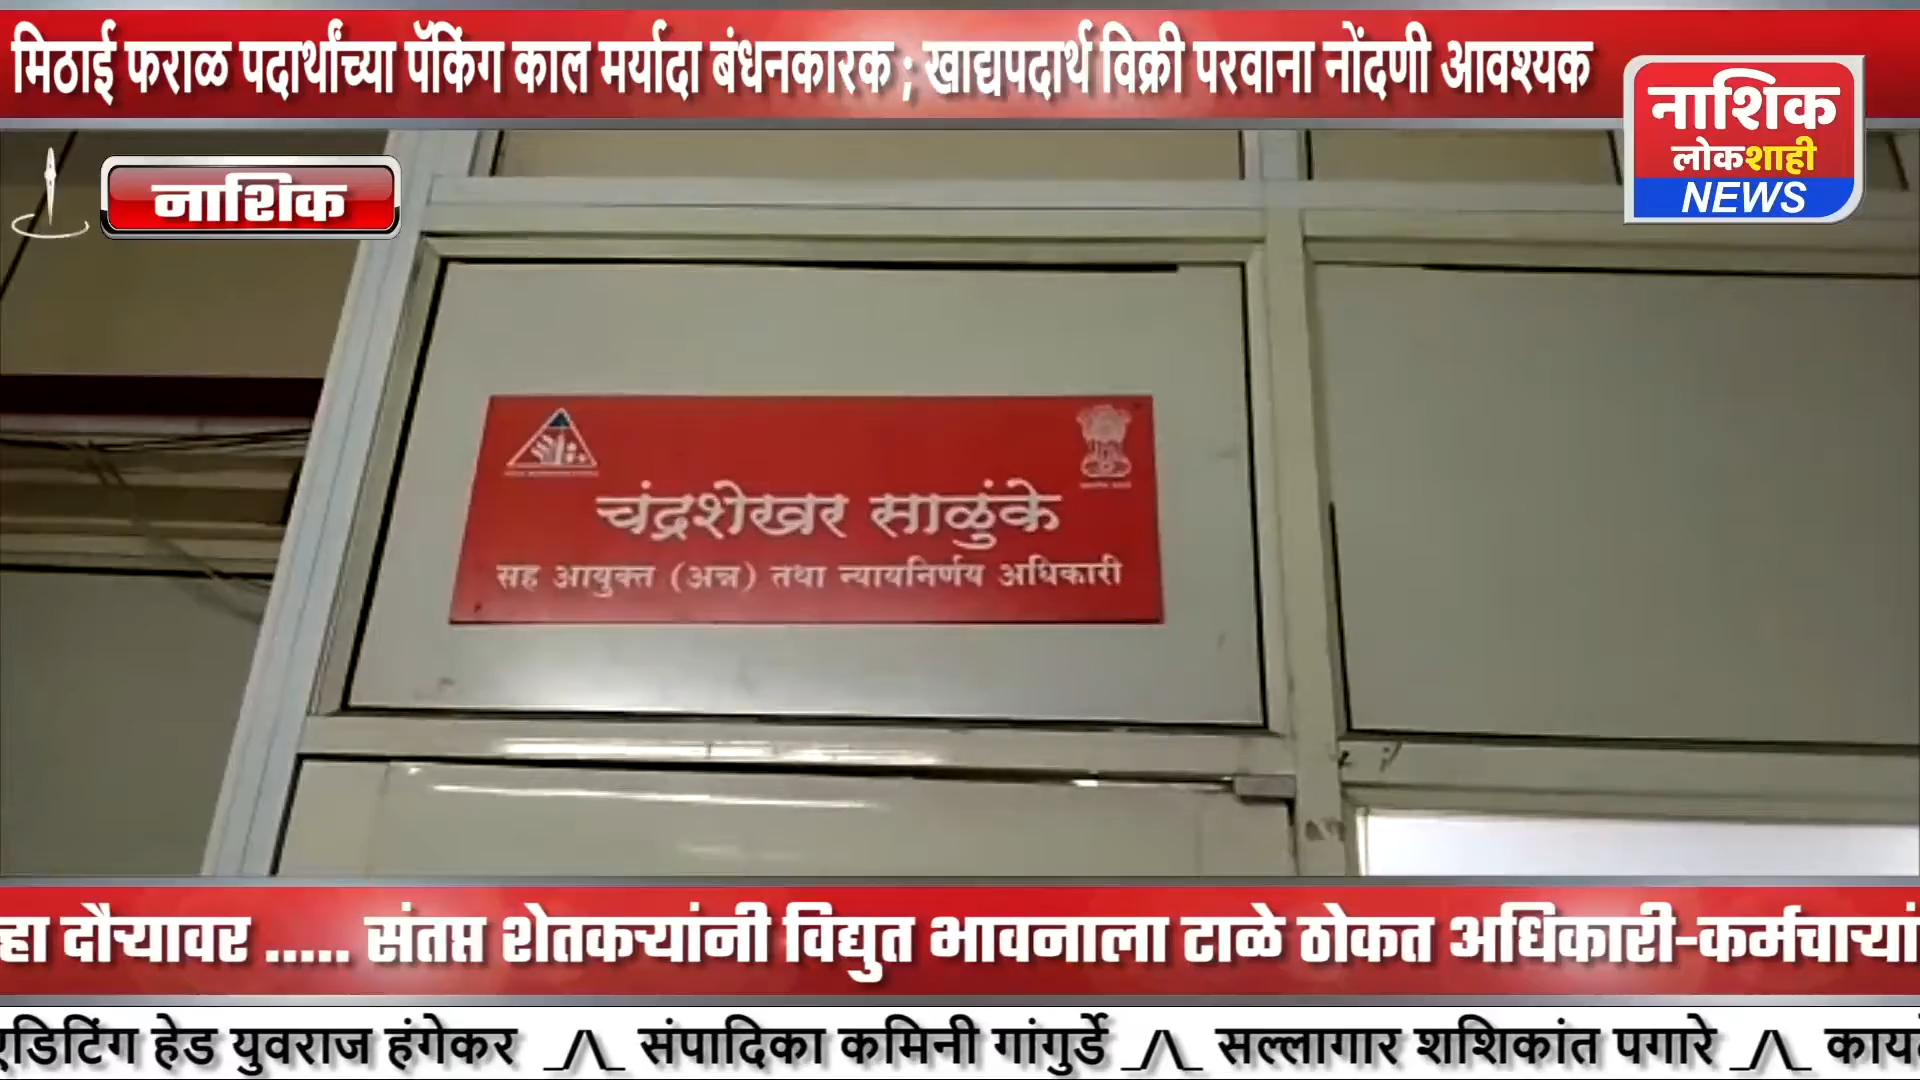 मिठाई फराळ पदार्थांच्या पॅकिंग काल मर्यादा बंधनकारक ; खाद्यपदार्थ विक्री परवाना नोंदणी आवश्यक
नाशिक
लोकशाही
NEWS
नाशिक
चंद्रशेखर साळुंके
सह आयुक्त (अन्न) तथा न्यायनिर्णय अधिकारी
हा दौऱ्यावर ..... संतप्त शेतकऱ्यांनी विद्युत भावनाला टाळे ठोकत अधिकारी-कर्मचाऱ्यां
एडिटिंग हेड युवराज हंगेकर _/\_ संपादिका कमिनी गांगुर्डे _/\_ सल्लागार शशिकांत पगारे _/\_